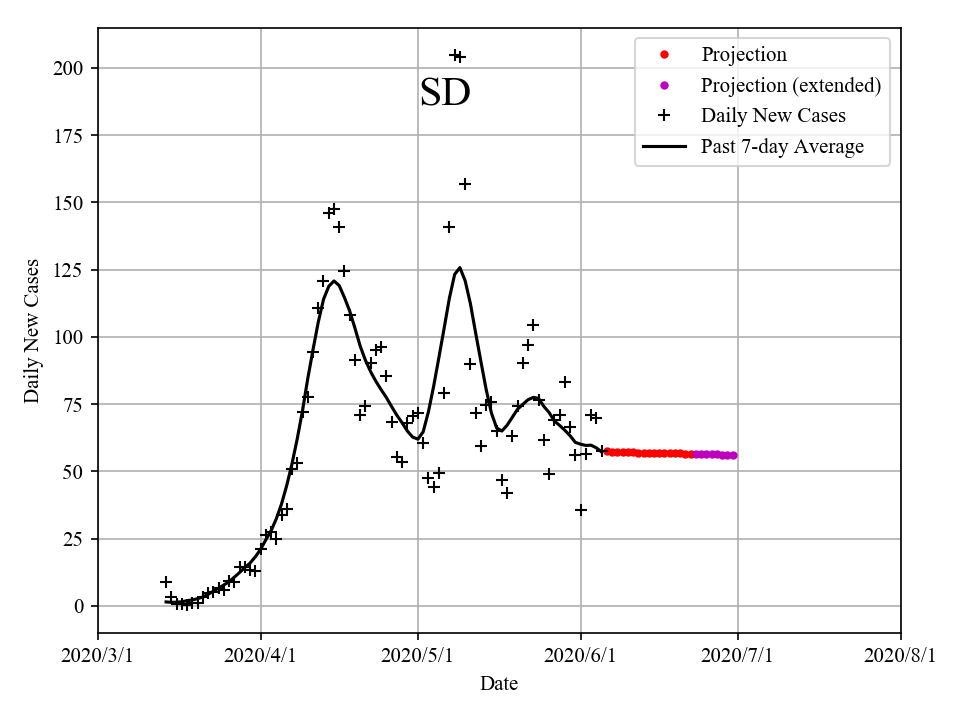 SD
Projection
Projection (extended)
Daily New Cases
Past 7-day Average
Daily New Cases
200
175
150
125
100
75
50
25
0
2020/3/1 2020/4/1 2020/5/1 2020/6/1 2020/7/1 2020/8/1
Date